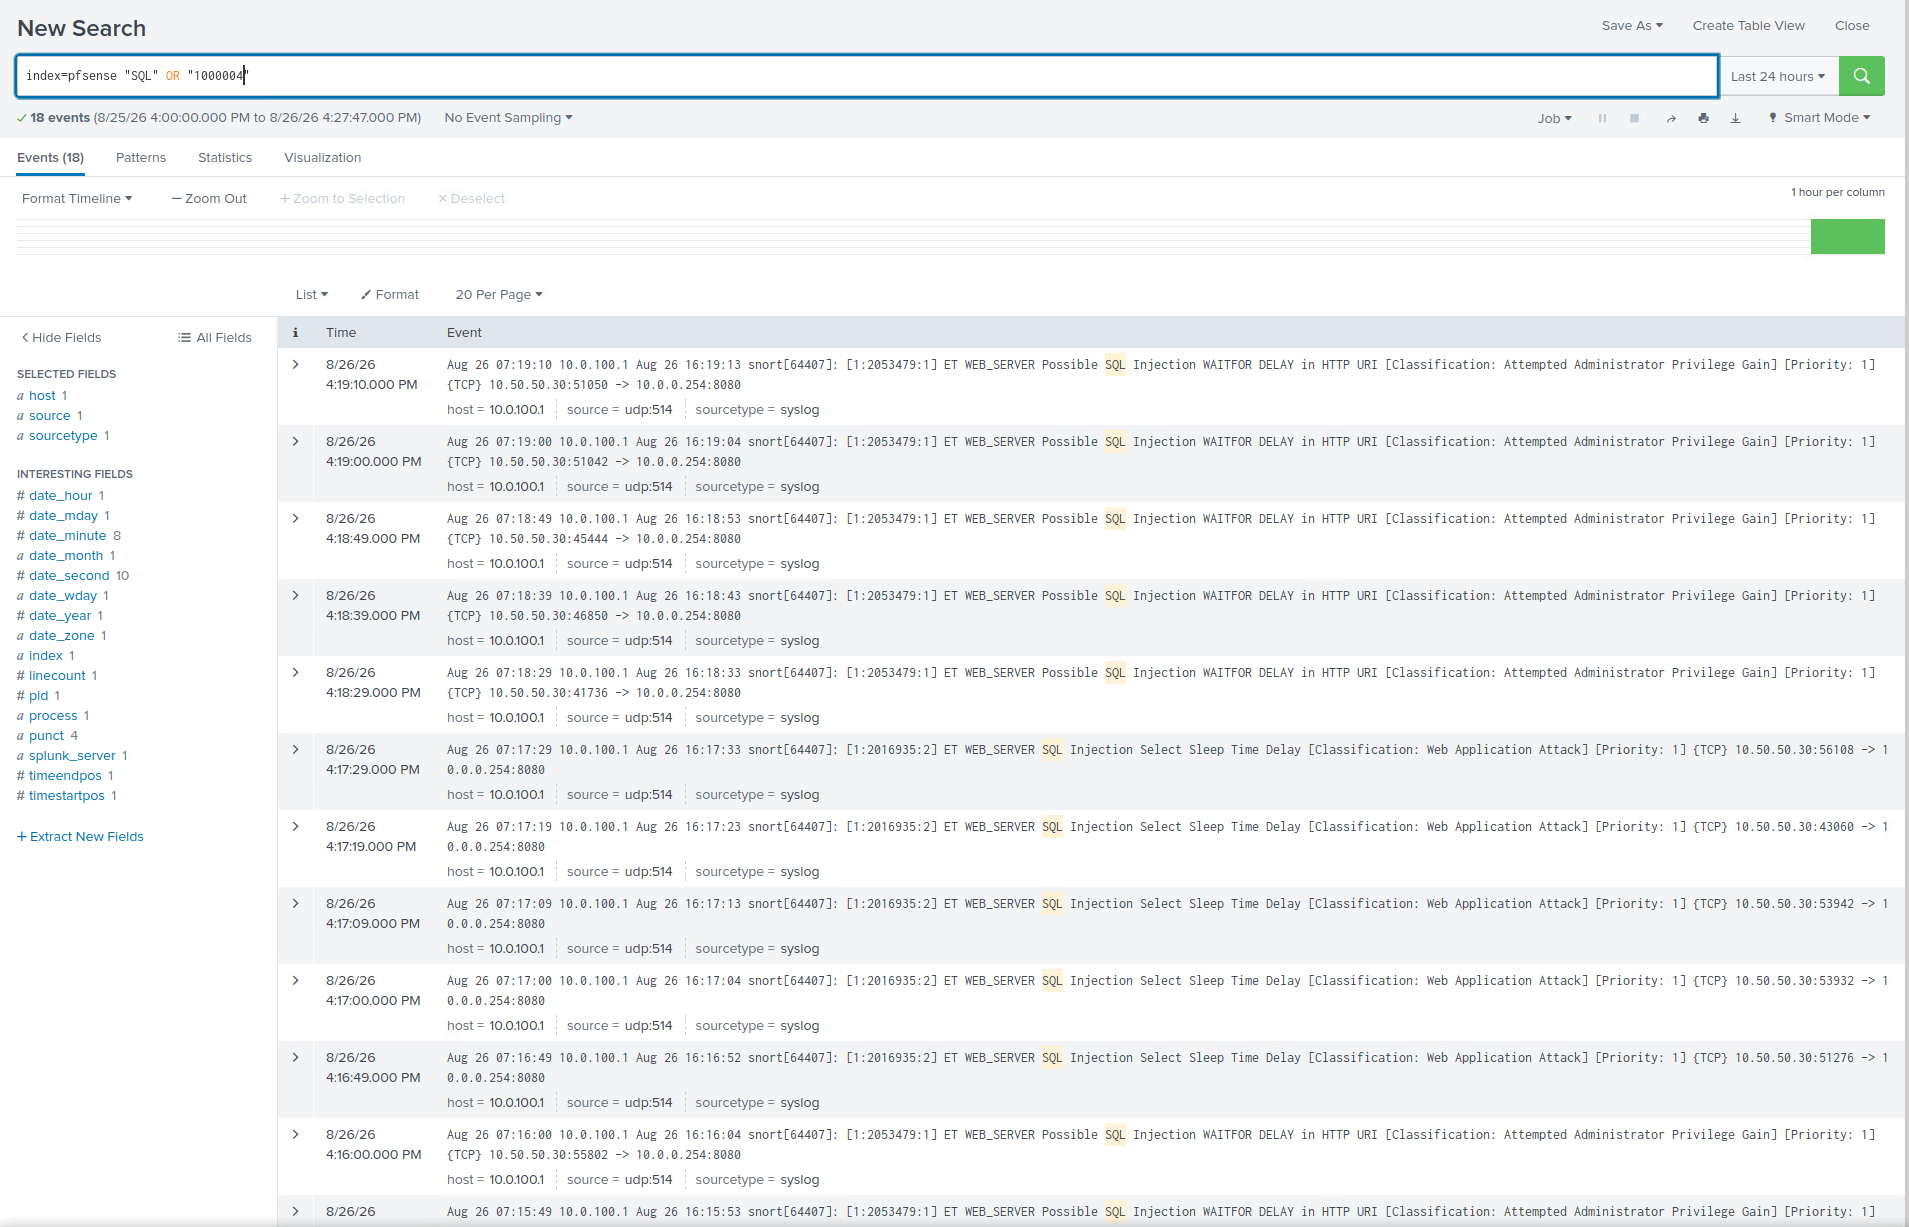 New Search
Save As
Create Table View
Close
index=pfsense "SQL" OR "1000004"
Last 24 hours
18 events (8/25/26 4:00:00.000 PM to 8/26/26 4:27:47.000 PM)
No Event Sampling
Job
Smart Mode
Events (18)
Patterns
Statistics
Visualization
Format Timeline
Zoom Out
Zoom to Selection
Deselect
1 hour per column
List
Format
20 Per Page
Hide Fields
All Fields
SELECTED FIELDS
a host 1
a source 1
a sourcetype 1
INTERESTING FIELDS
# date_hour 1
# date_mday 1
# date_minute 8
a date_month 1
# date_second 10
a date_wday 1
# date_year 1
a date_zone 1
a index 1
# linecount 1
# pid 1
a process 1
a punct 4
a splunk_server 1
# timeendpos 1
# timestartpos 1
+ Extract New Fields
i Time Event
8/26/26
4:19:10.000 PM
Aug 26 07:19:10 10.0.100.1 Aug 26 16:19:13 snort[64407]: [1:2053479:1] ET WEB_SERVER Possible SQL Injection WAITFOR DELAY in HTTP URI [Classification: Attempted Administrator Privilege Gain] [Priority: 1]
{TCP} 10.50.50.30:51050 -> 10.0.0.254:8080
host = 10.0.100.1 source = udp:514 sourcetype = syslog
8/26/26
4:19:00.000 PM
Aug 26 07:19:00 10.0.100.1 Aug 26 16:19:04 snort[64407]: [1:2053479:1] ET WEB_SERVER Possible SQL Injection WAITFOR DELAY in HTTP URI [Classification: Attempted Administrator Privilege Gain] [Priority: 1]
{TCP} 10.50.50.30:51042 -> 10.0.0.254:8080
host = 10.0.100.1 source = udp:514 sourcetype = syslog
8/26/26
4:18:49.000 PM
Aug 26 07:18:49 10.0.100.1 Aug 26 16:18:53 snort[64407]: [1:2053479:1] ET WEB_SERVER Possible SQL Injection WAITFOR DELAY in HTTP URI [Classification: Attempted Administrator Privilege Gain] [Priority: 1]
{TCP} 10.50.50.30:45444 -> 10.0.0.254:8080
host = 10.0.100.1 source = udp:514 sourcetype = syslog
8/26/26
4:18:39.000 PM
Aug 26 07:18:39 10.0.100.1 Aug 26 16:18:43 snort[64407]: [1:2053479:1] ET WEB_SERVER Possible SQL Injection WAITFOR DELAY in HTTP URI [Classification: Attempted Administrator Privilege Gain] [Priority: 1]
{TCP} 10.50.50.30:46850 -> 10.0.0.254:8080
host = 10.0.100.1 source = udp:514 sourcetype = syslog
8/26/26
4:18:29.000 PM
Aug 26 07:18:29 10.0.100.1 Aug 26 16:18:33 snort[64407]: [1:2053479:1] ET WEB_SERVER Possible SQL Injection WAITFOR DELAY in HTTP URI [Classification: Attempted Administrator Privilege Gain] [Priority: 1]
{TCP} 10.50.50.30:41736 -> 10.0.0.254:8080
host = 10.0.100.1 source = udp:514 sourcetype = syslog
8/26/26
4:17:29.000 PM
Aug 26 07:17:29 10.0.100.1 Aug 26 16:17:33 snort[64407]: [1:2016935:2] ET WEB_SERVER SQL Injection Select Sleep Time Delay [Classification: Web Application Attack] [Priority: 1] {TCP} 10.50.50.30:56108 -> 1
0.0.0.254:8080
host = 10.0.100.1 source = udp:514 sourcetype = syslog
8/26/26
4:17:19.000 PM
Aug 26 07:17:19 10.0.100.1 Aug 26 16:17:23 snort[64407]: [1:2016935:2] ET WEB_SERVER SQL Injection Select Sleep Time Delay [Classification: Web Application Attack] [Priority: 1] {TCP} 10.50.50.30:43060 -> 1
0.0.0.254:8080
host = 10.0.100.1 source = udp:514 sourcetype = syslog
8/26/26
4:17:09.000 PM
Aug 26 07:17:09 10.0.100.1 Aug 26 16:17:13 snort[64407]: [1:2016935:2] ET WEB_SERVER SQL Injection Select Sleep Time Delay [Classification: Web Application Attack] [Priority: 1] {TCP} 10.50.50.30:53942 -> 1
0.0.0.254:8080
host = 10.0.100.1 source = udp:514 sourcetype = syslog
8/26/26
4:17:00.000 PM
Aug 26 07:17:00 10.0.100.1 Aug 26 16:17:04 snort[64407]: [1:2016935:2] ET WEB_SERVER SQL Injection Select Sleep Time Delay [Classification: Web Application Attack] [Priority: 1] {TCP} 10.50.50.30:53932 -> 1
0.0.0.254:8080
host = 10.0.100.1 source = udp:514 sourcetype = syslog
8/26/26
4:16:49.000 PM
Aug 26 07:16:49 10.0.100.1 Aug 26 16:16:52 snort[64407]: [1:2016935:2] ET WEB_SERVER SQL Injection Select Sleep Time Delay [Classification: Web Application Attack] [Priority: 1] {TCP} 10.50.50.30:51276 -> 1
0.0.0.254:8080
host = 10.0.100.1 source = udp:514 sourcetype = syslog
8/26/26
4:16:00.000 PM
Aug 26 07:16:00 10.0.100.1 Aug 26 16:16:04 snort[64407]: [1:2053479:1] ET WEB_SERVER Possible SQL Injection WAITFOR DELAY in HTTP URI [Classification: Attempted Administrator Privilege Gain] [Priority: 1]
{TCP} 10.50.50.30:55802 -> 10.0.0.254:8080
host = 10.0.100.1 source = udp:514 sourcetype = syslog
8/26/26
Aug 26 07:15:49 10.0.100.1 Aug 26 16:15:53 snort[64407]: [1:2053479:1] ET WEB_SERVER Possible SQL Injection WAITFOR DELAY in HTTP URI [Classification: Attempted Administrator Privilege Gain] [Priority: 1]